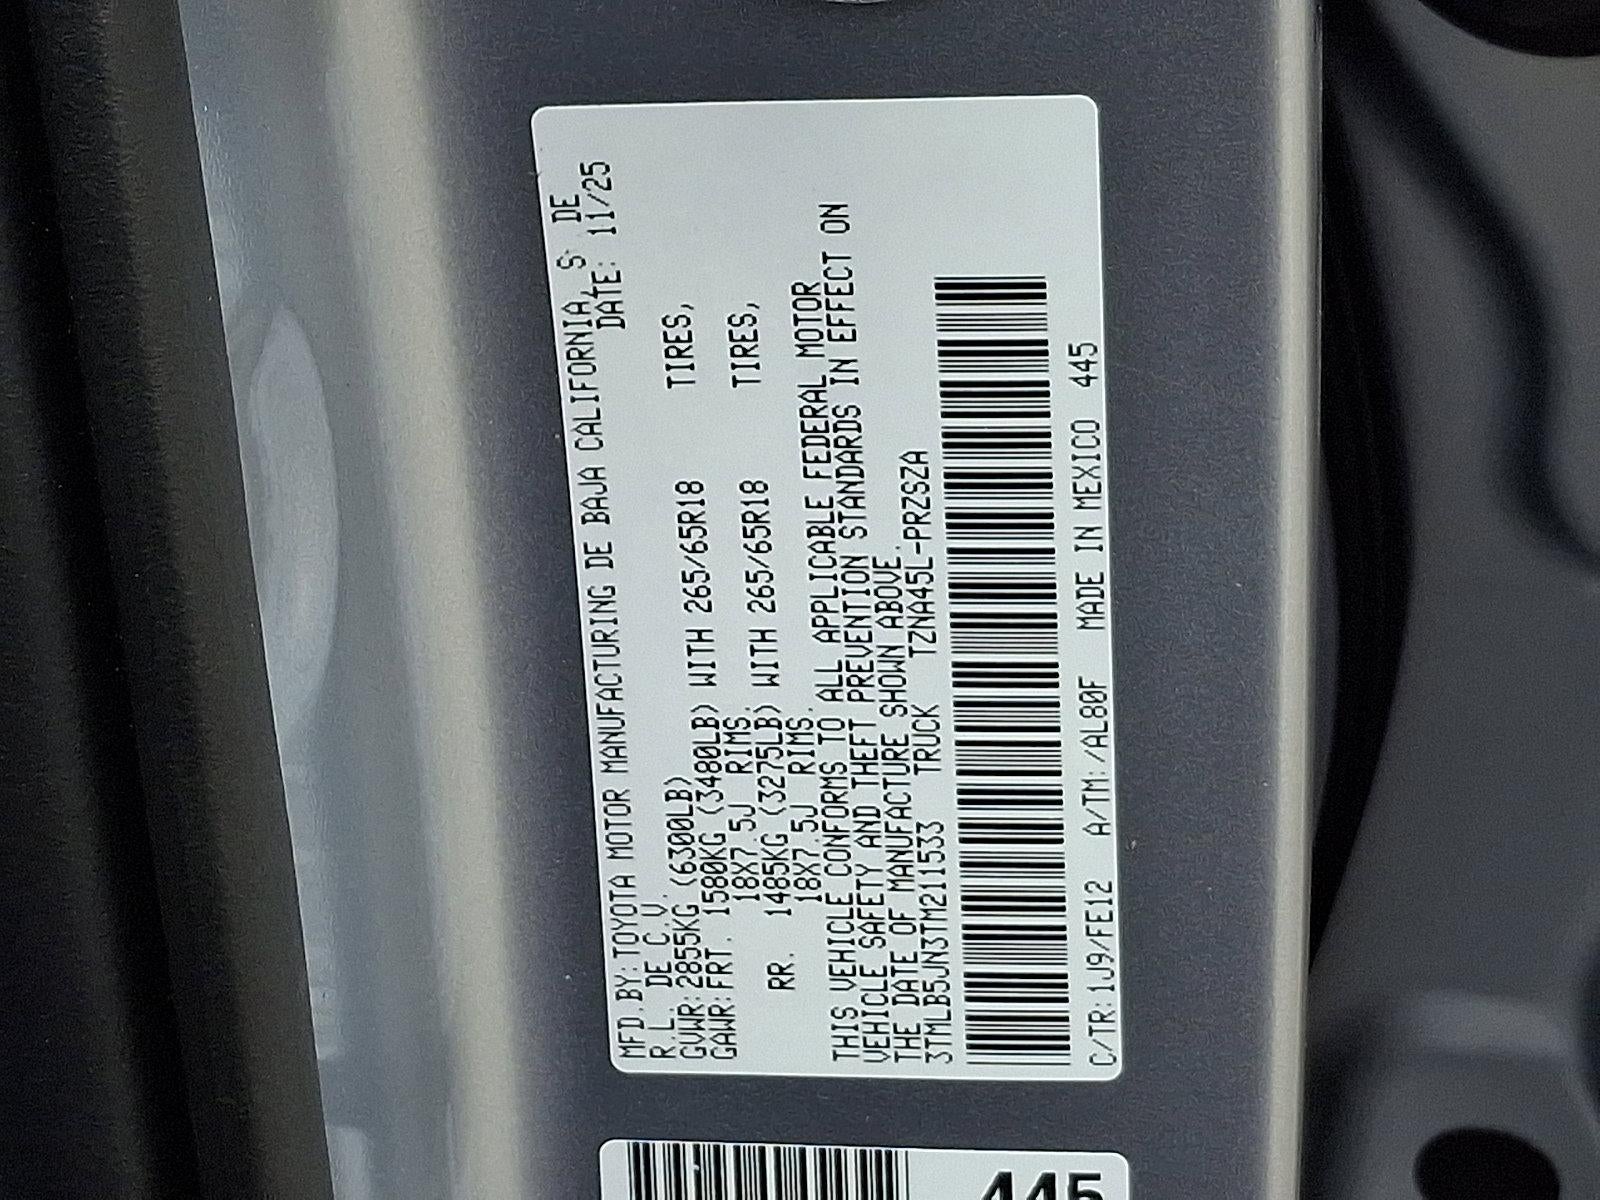 MFD.BY:TOYOTA MOTOR MANUFACTURING DE BAJA CALIFORNIA, S. DE
R.L. DE C.V. DATE: 11/25
GVWR:2855KG (6300LB)
GAWR:FRT. 1580KG (3480LB) WITH 265/65R18 TIRES,
18X7.5J RIMS.
RR. 1485KG (3275LB) WITH 265/65R18 TIRES,
18X7.5J RIMS.
THIS VEHICLE CONFORMS TO ALL APPLICABLE FEDERAL MOTOR
VEHICLE SAFETY AND THEFT PREVENTION STANDARDS IN EFFECT ON
THE DATE OF MANUFACTURE SHOWN ABOVE.
3TMLB5JN3TM211533 TRUCK TZNA45L-PRZSZA
C/TR:1J9/FE12 A/TM:/AL80F MADE IN MEXICO 445
445